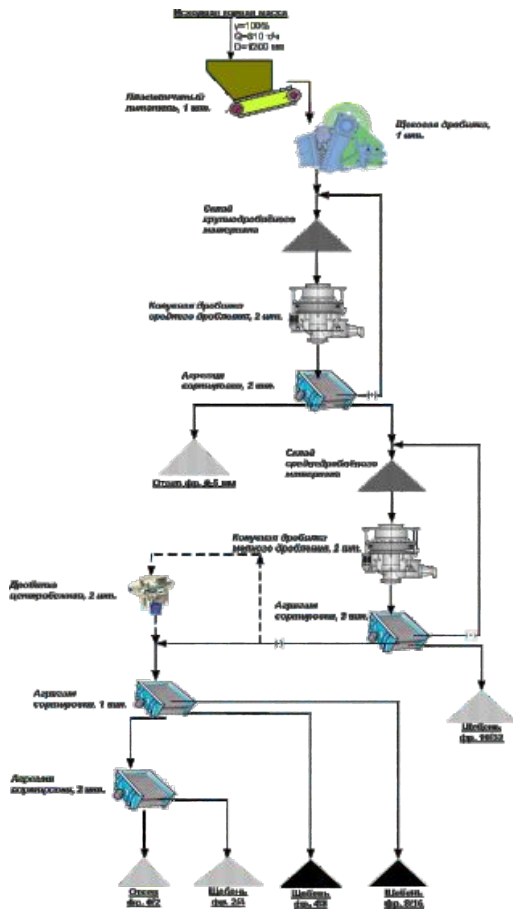 Исходная горная масса
γ=100%
Q=810 т/ч
D=1200 мм
Пластинчатый
питатель, 1 шт.
Щековая дробилка,
1 шт.
Склад
крупнодроблёного
материала
Конусная дробилка
среднего дробления, 2 шт.
Агрегат
сортировки, 2 шт.
Отсев фр. 0-5 мм
Склад
среднедроблёного
материала
Конусная дробилка
мелкого дробления, 2 шт.
Дробилка
центробежная, 2 шт.
Агрегат
сортировки, 2 шт.
Агрегат
сортировки, 1 шт.
Щебень
фр. 16/32
Агрегат
сортировки, 2 шт.
Отсев
фр. 0/2
Щебень
фр. 2/4
Щебень
фр. 4/8
Щебень
фр. 8/16